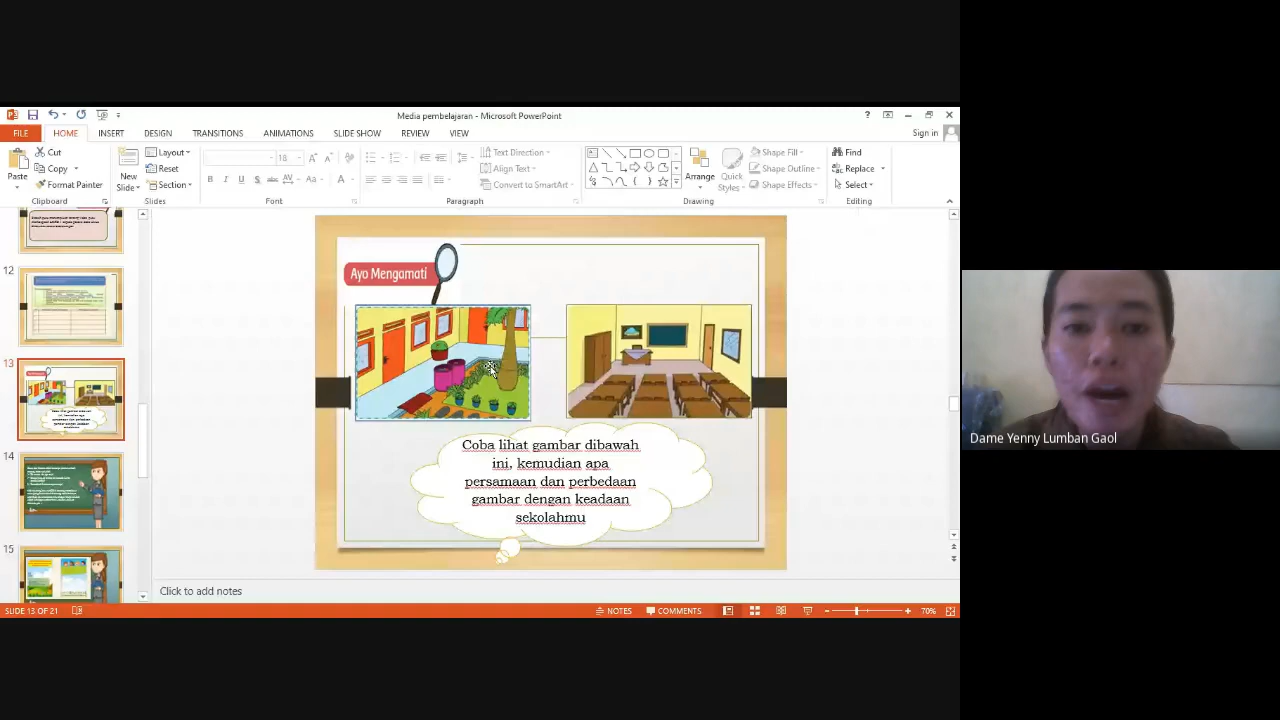 Media pembelajaran - Microsoft PowerPoint
FILE HOME INSERT DESIGN TRANSITIONS ANIMATIONS SLIDE SHOW REVIEW VIEW Sign in
Paste
Cut
Copy
Format Painter
Clipboard
New Slide
Layout
Reset
Section
Slides
18
Font
Text Direction
Align Text
Convert to SmartArt
Paragraph
Arrange
Quick Styles
Shape Fill
Shape Outline
Shape Effects
Drawing
Find
Replace
Select
Editing
12
13
14
15
Ayo Mengamati
Coba lihat gambar dibawah
ini, kemudian apa
persamaan dan perbedaan
gambar dengan keadaan
sekolahmu
Click to add notes
SLIDE 13 OF 21 NOTES COMMENTS 70%
Dame Yenny Lumban Gaol